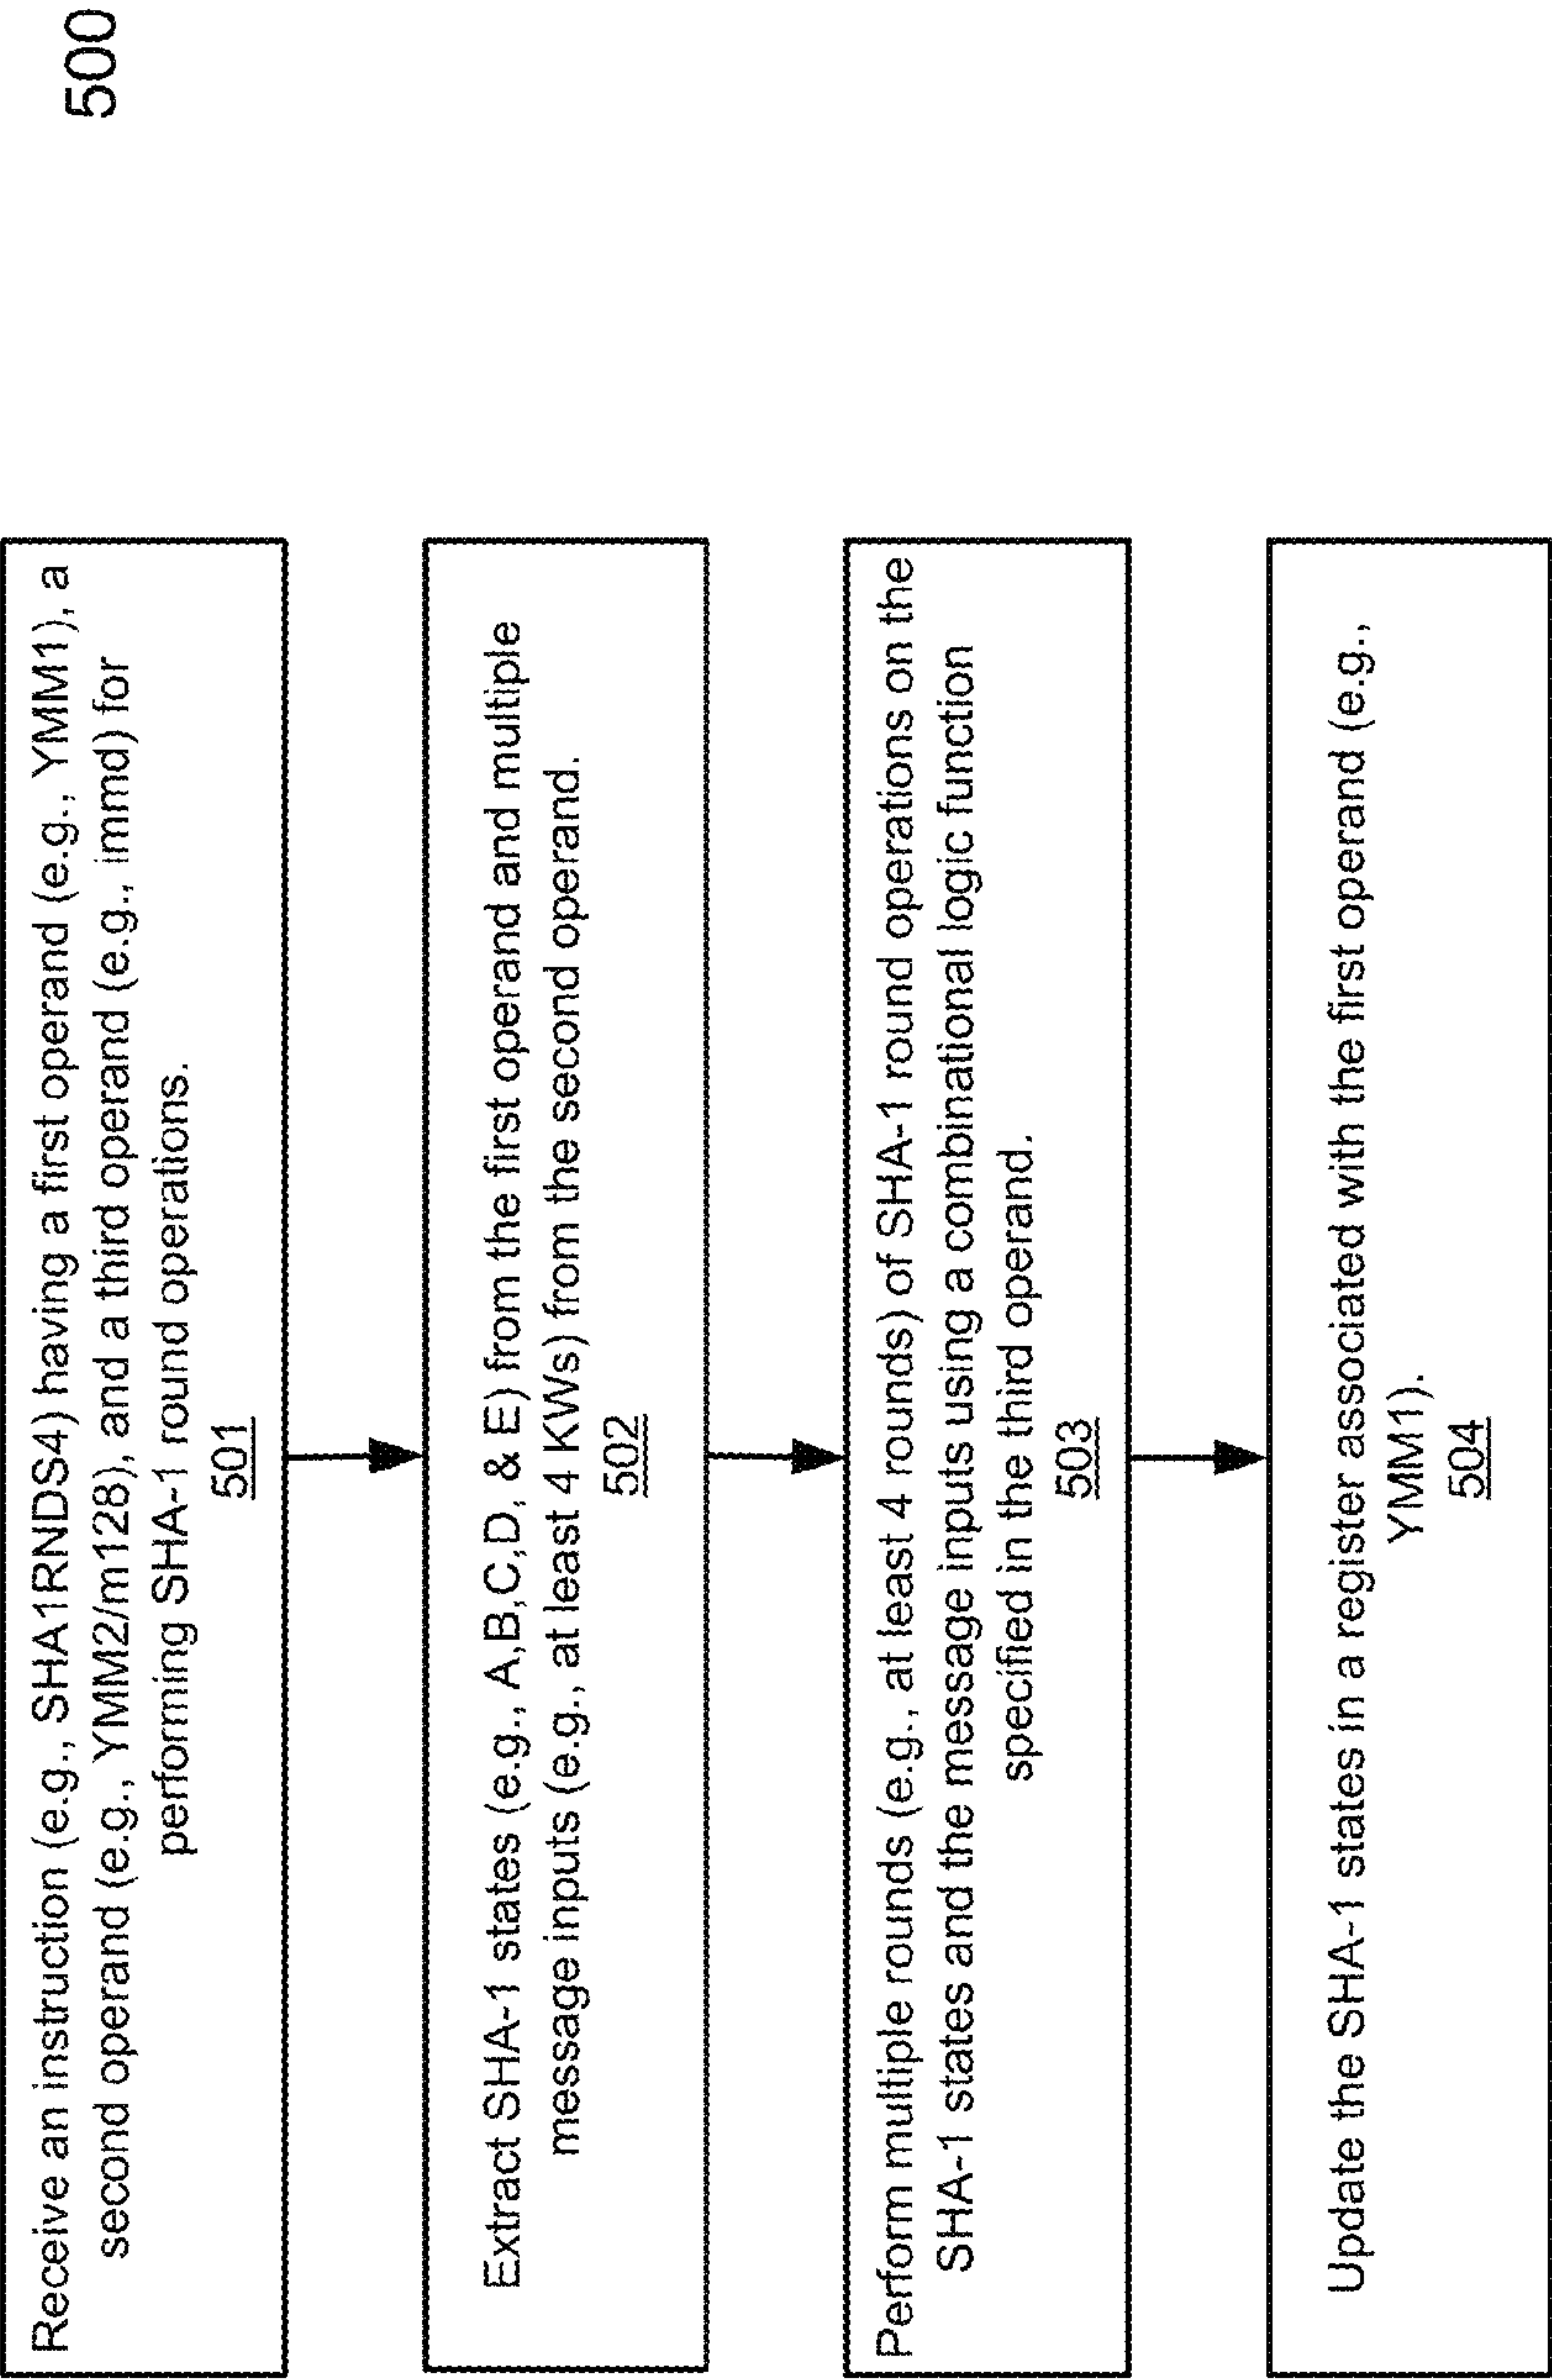 500
Receive an instruction (e.g., SHA1RNDS4) having a first operand (e.g., YMM1), a
second operand (e.g., YMM2/m128), and a third operand (e.g., immd) for
performing SHA-1 round operations.
501
Extract SHA-1 states (e.g., A,B,C,D, & E) from the first operand and multiple
message inputs (e.g., at least 4 KWs) from the second operand.
502
Perform multiple rounds (e.g., at least 4 rounds) of SHA-1 round operations on the
SHA-1 states and the message inputs using a combinational logic function
specified in the third operand.
503
Update the SHA-1 states in a register associated with the first operand (e.g.,
YMM1).
504